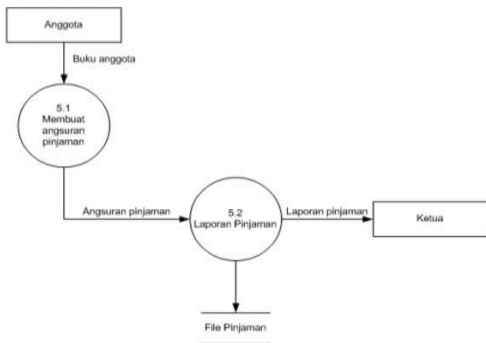 Anggota
Buku anggota
5.1
Membuat
angsuran
pinjaman
Angsuran pinjaman
5.2
Laporan Pinjaman
Laporan pinjaman
Ketua
File Pinjaman